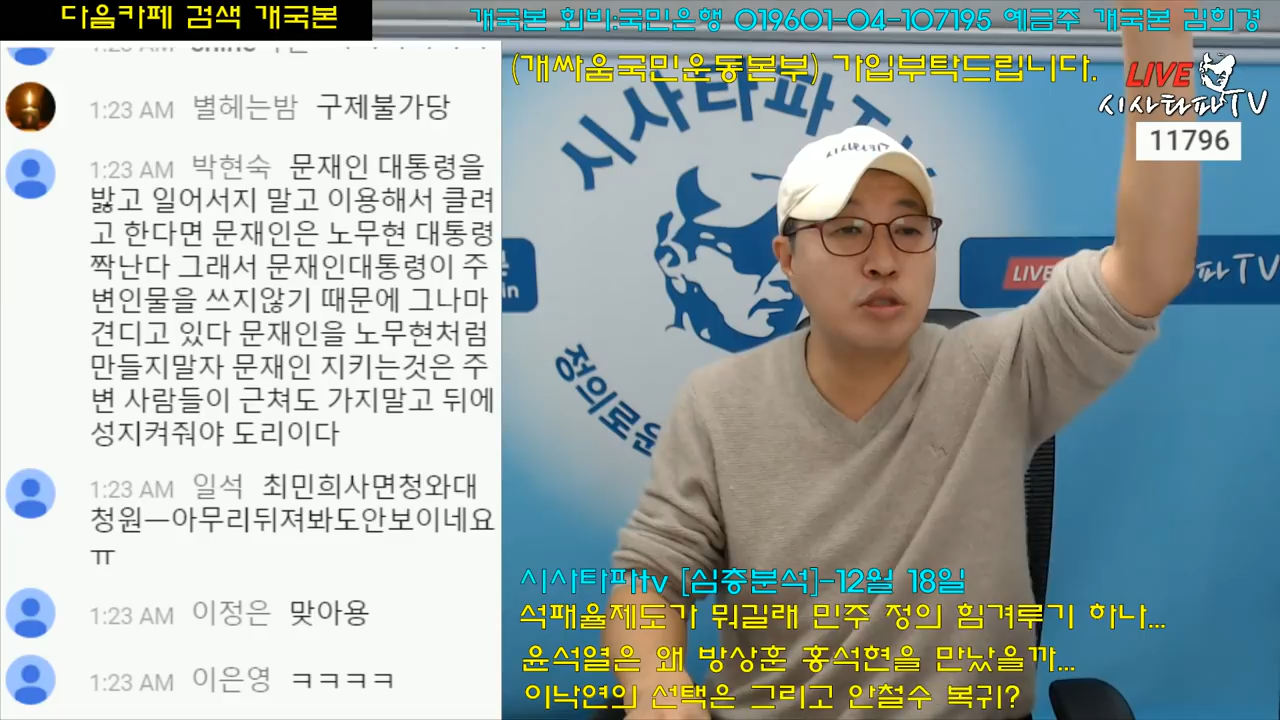 다음카페 검색 개국본
개국본 회비:국민은행 019601-04-107195 예금주 개국본 김희경
(개싸움국민운동본부) 가입부탁드립니다.
LIVE
시사타파TV
11796
1:23 AM 별헤는밤 구제불가당
1:23 AM 박현숙 문재인 대통령을
밟고 일어서지 말고 이용해서 클려
고 한다면 문재인은 노무현 대통령
짝난다 그래서 문재인대통령이 주
변인물을 쓰지않기 때문에 그나마
견디고 있다 문재인을 노무현처럼
만들지말자 문재인 지키는것은 주
변 사람들이 근쳐도 가지말고 뒤에
성지켜줘야 도리이다
1:23 AM 일석 최민희사면청와대
청원—아무리뒤져봐도안보이네요
ㅠ
1:23 AM 이정은 맞아용
1:23 AM 이은영 ㅋㅋㅋㅋ
시사타파
정의로운
LIVE
파TV
시사타파tv [심층분석]-12월 18일
석패율제도가 뭐길래 민주 정의 힘겨루기 하나...
윤석열은 왜 방상훈 홍석현을 만났을까...
이낙연의 선택은 그리고 안철수 복귀?